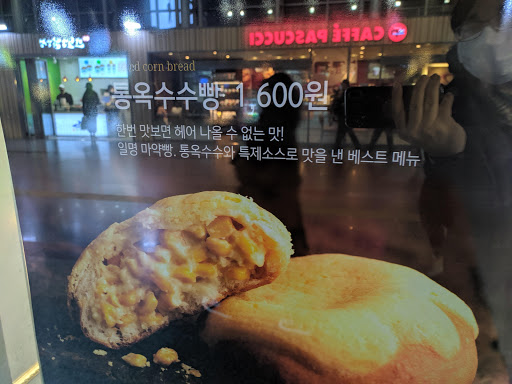 CAFFÉ PASCUCCI
ed corn bread
통옥수수빵 1,600원
한번 맛보면 헤어 나올 수 없는 맛!
일명 마약빵. 통옥수수와 특제소스로 맛을 낸 베스트 메뉴